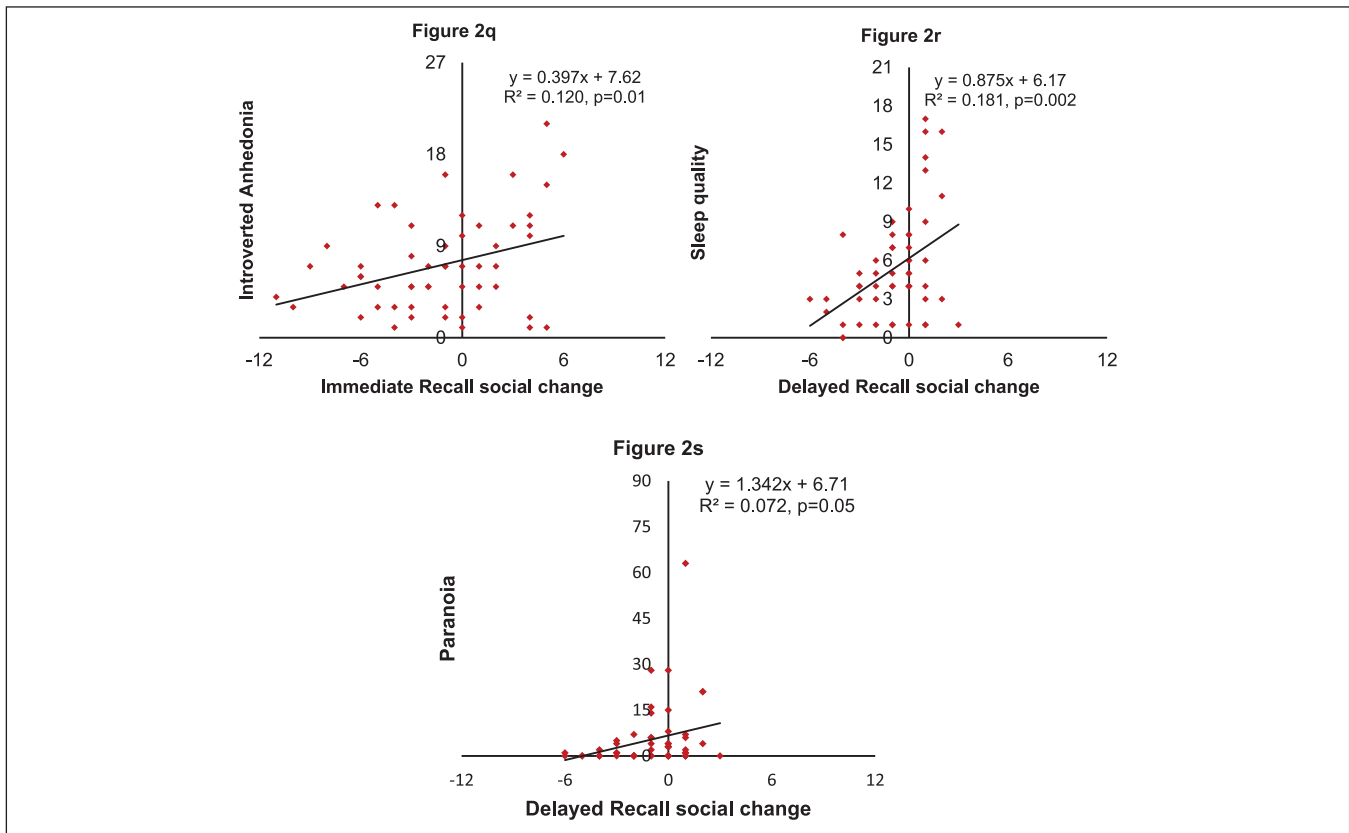 Figure 2q
27
y = 0.397x + 7.62
R² = 0.120, p=0.01
18
9
0
Introverted Anhedonia
-12 -6 0 6 12
Immediate Recall social change
Figure 2r
21
y = 0.875x + 6.17
R² = 0.181, p=0.002
18
15
12
9
6
3
0
Sleep quality
-12 -6 0 6 12
Delayed Recall social change
Figure 2s
90
y = 1.342x + 6.71
R² = 0.072, p=0.05
75
60
45
30
15
0
Paranoia
-12 -6 0 6 12
Delayed Recall social change